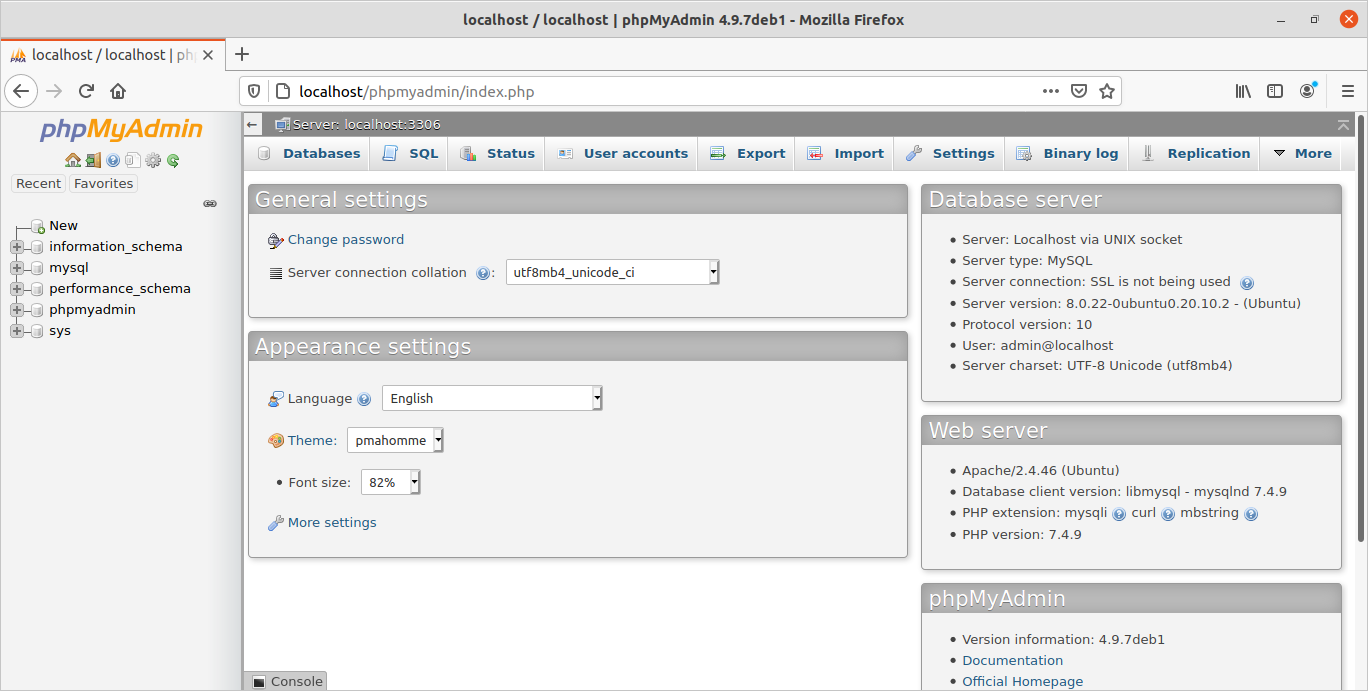 localhost / localhost | phpMyAdmin 4.9.7deb1 - Mozilla Firefox
PMA localhost / localhost | ph
localhost/phpmyadmin/index.php
phpMyAdmin
Recent Favorites
New
information_schema
mysql
performance_schema
phpmyadmin
sys
Server: localhost:3306
Databases SQL Status User accounts Export Import Settings Binary log Replication More
General settings
Change password
Server connection collation : utf8mb4_unicode_ci
Appearance settings
Language English
Theme: pmahomme
• Font size: 82%
More settings
Database server
• Server: Localhost via UNIX socket
• Server type: MySQL
• Server connection: SSL is not being used
• Server version: 8.0.22-0ubuntu0.20.10.2 - (Ubuntu)
• Protocol version: 10
• User: admin@localhost
• Server charset: UTF-8 Unicode (utf8mb4)
Web server
• Apache/2.4.46 (Ubuntu)
• Database client version: libmysql - mysqlnd 7.4.9
• PHP extension: mysqli curl mbstring
• PHP version: 7.4.9
phpMyAdmin
• Version information: 4.9.7deb1
• Documentation
• Official Homepage
Console